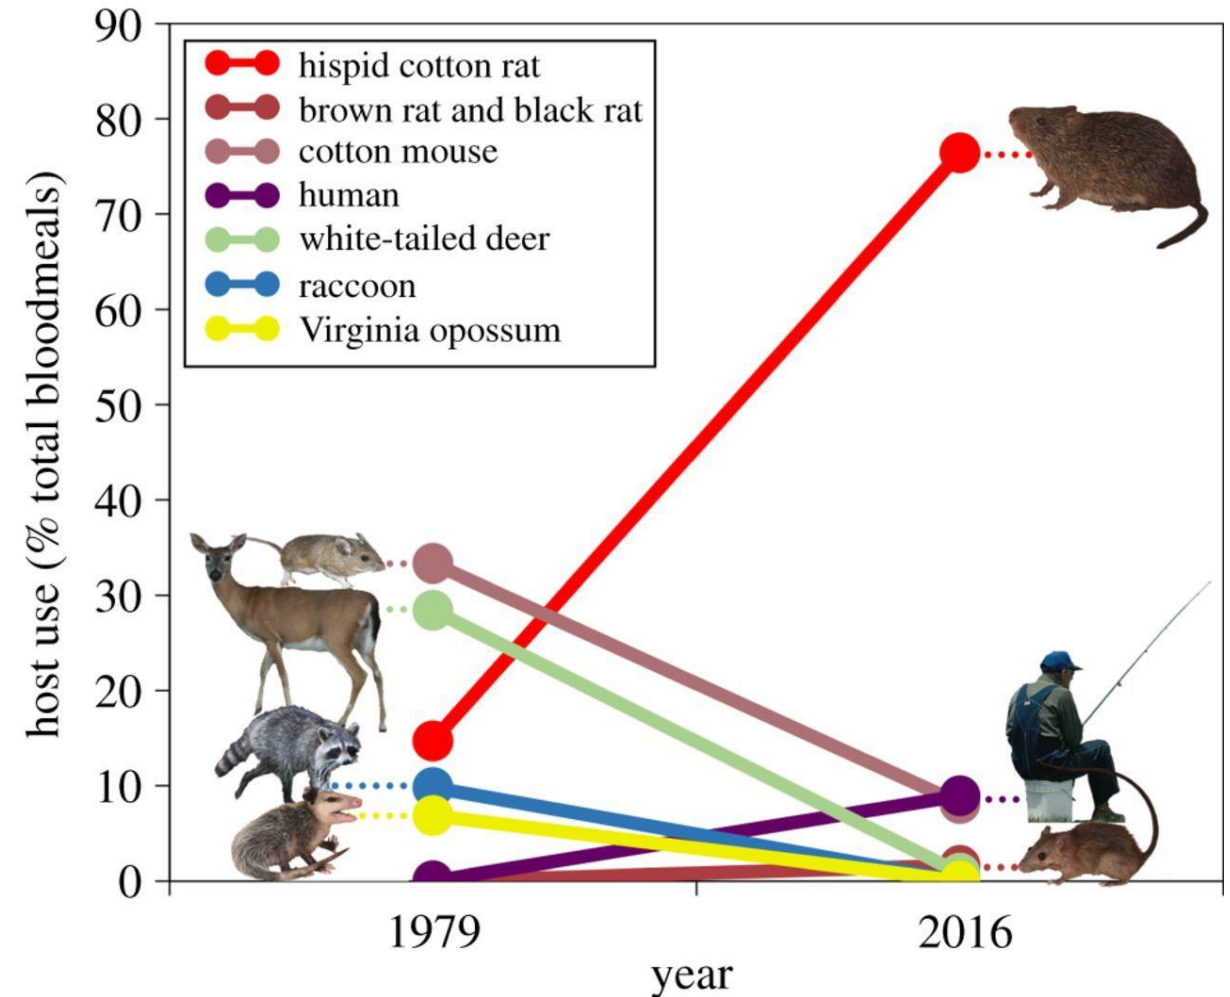 90
80
70
60
50
40
30
20
10
0
host use (% total bloodmeals)
hispid cotton rat
brown rat and black rat
cotton mouse
human
white-tailed deer
raccoon
Virginia opossum
1979
2016
year